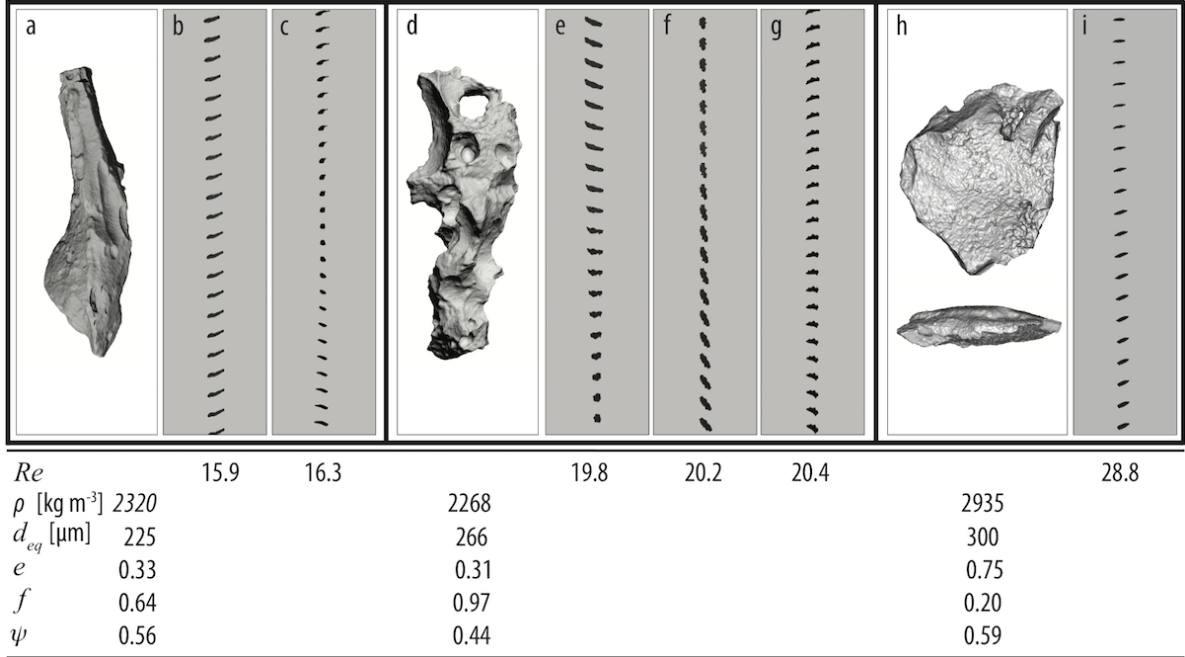 a b c d e f g h i
Re 15.9 16.3 19.8 20.2 20.4 28.8
ρ [kg m-3] 2320 2268 2935
deq [µm] 225 266 300
e 0.33 0.31 0.75
f 0.64 0.97 0.20
ψ 0.56 0.44 0.59